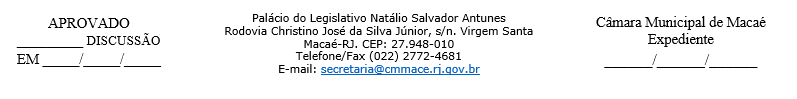 APROVADO
__________ DISCUSSÃO
EM _____/_____/_____
Palácio do Legislativo Natálio Salvador Antunes
Rodovia Christino José da Silva Júnior, s/n. Virgem Santa
Macaé-RJ. CEP: 27.948-010
Telefone/Fax (022) 2772-4681
E-mail: secretaria@cmmace.rj.gov.br
Câmara Municipal de Macaé
Expediente
_______/_______/_______